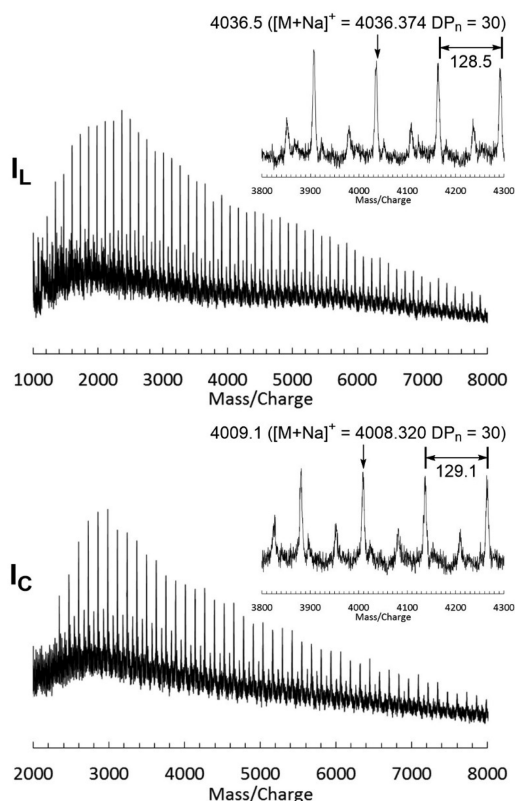 4036.5 ([M+Na]⁺ = 4036.374 DPₙ = 30)
128.5
3800 3900 4000 4100 4200 4300
Mass/Charge
I_L
1000 2000 3000 4000 5000 6000 7000 8000
Mass/Charge
4009.1 ([M+Na]⁺ = 4008.320 DPₙ = 30)
129.1
3800 3900 4000 4100 4200 4300
Mass/Charge
I_C
2000 3000 4000 5000 6000 7000 8000
Mass/Charge